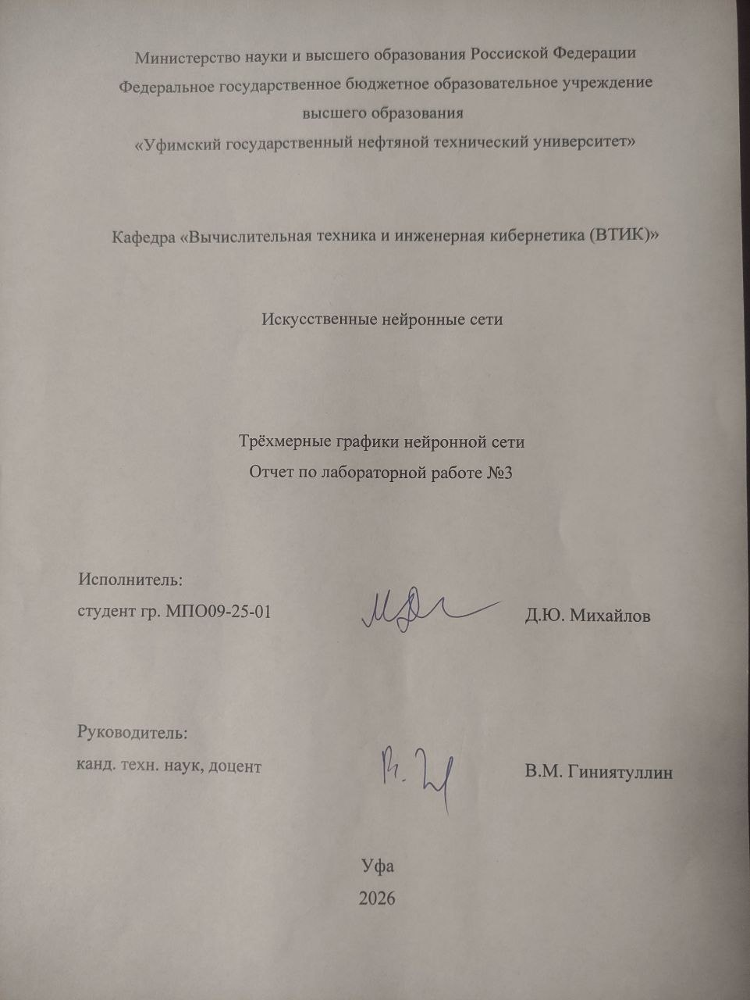 Министерство науки и высшего образования Россиской Федерации
Федеральное государственное бюджетное образовательное учреждение
высшего образования
«Уфимский государственный нефтяной технический университет»
Кафедра «Вычислительная техника и инженерная кибернетика (ВТИК)»
Искусственные нейронные сети
Трёхмерные графики нейронной сети
Отчет по лабораторной работе №3
Исполнитель:
студент гр. МПО09-25-01 Д.Ю. Михайлов
Руководитель:
канд. техн. наук, доцент В.М. Гиниятуллин
Уфа
2026